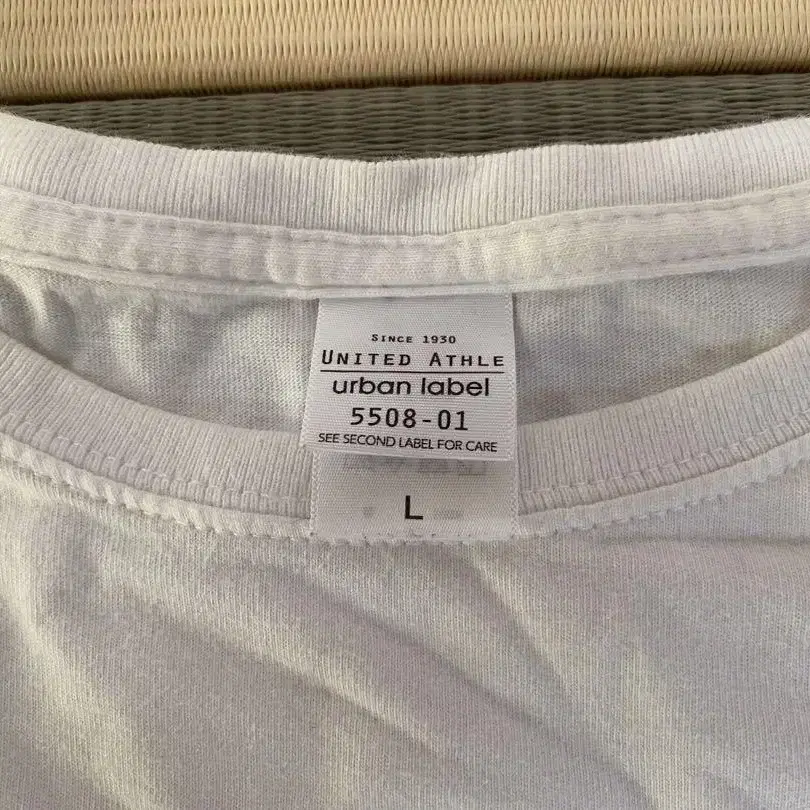 SINCE 1930
UNITED ATHLE
urban label
5508-01
SEE SECOND LABEL FOR CARE
L